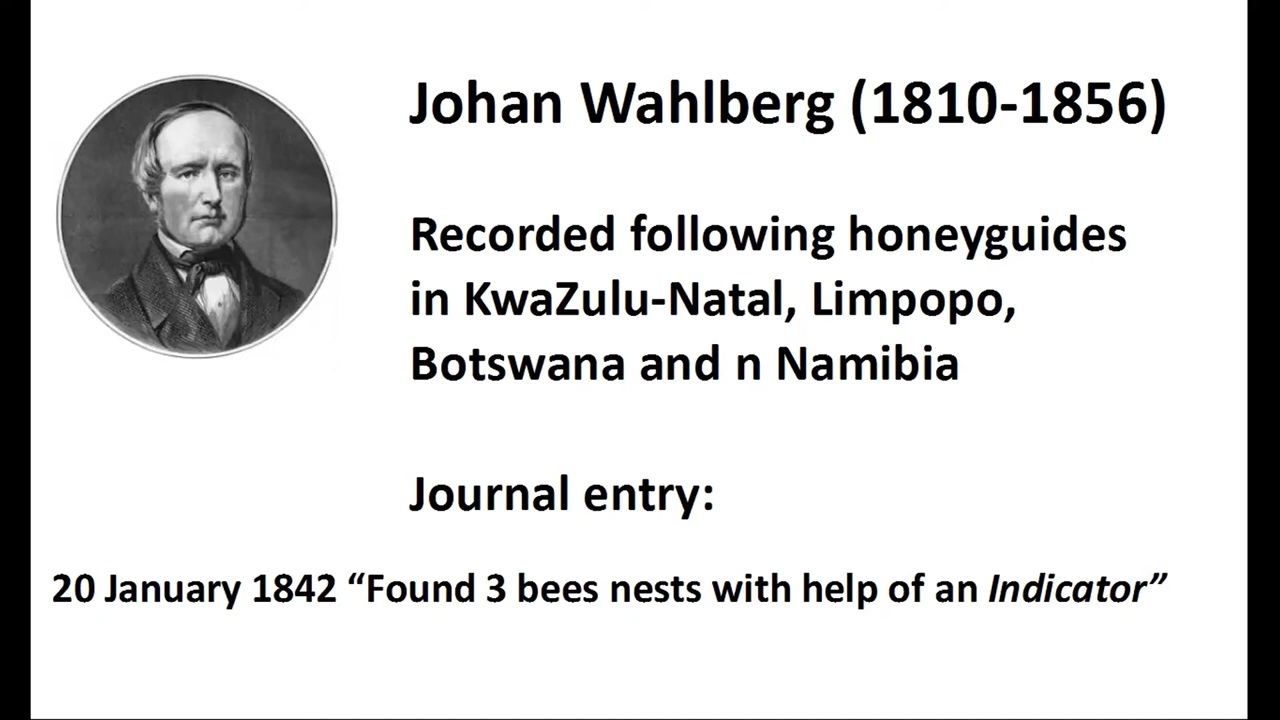 Johan Wahlberg (1810-1856)
Recorded following honeyguides
in KwaZulu-Natal, Limpopo,
Botswana and n Namibia
Journal entry:
20 January 1842 “Found 3 bees nests with help of an Indicator”